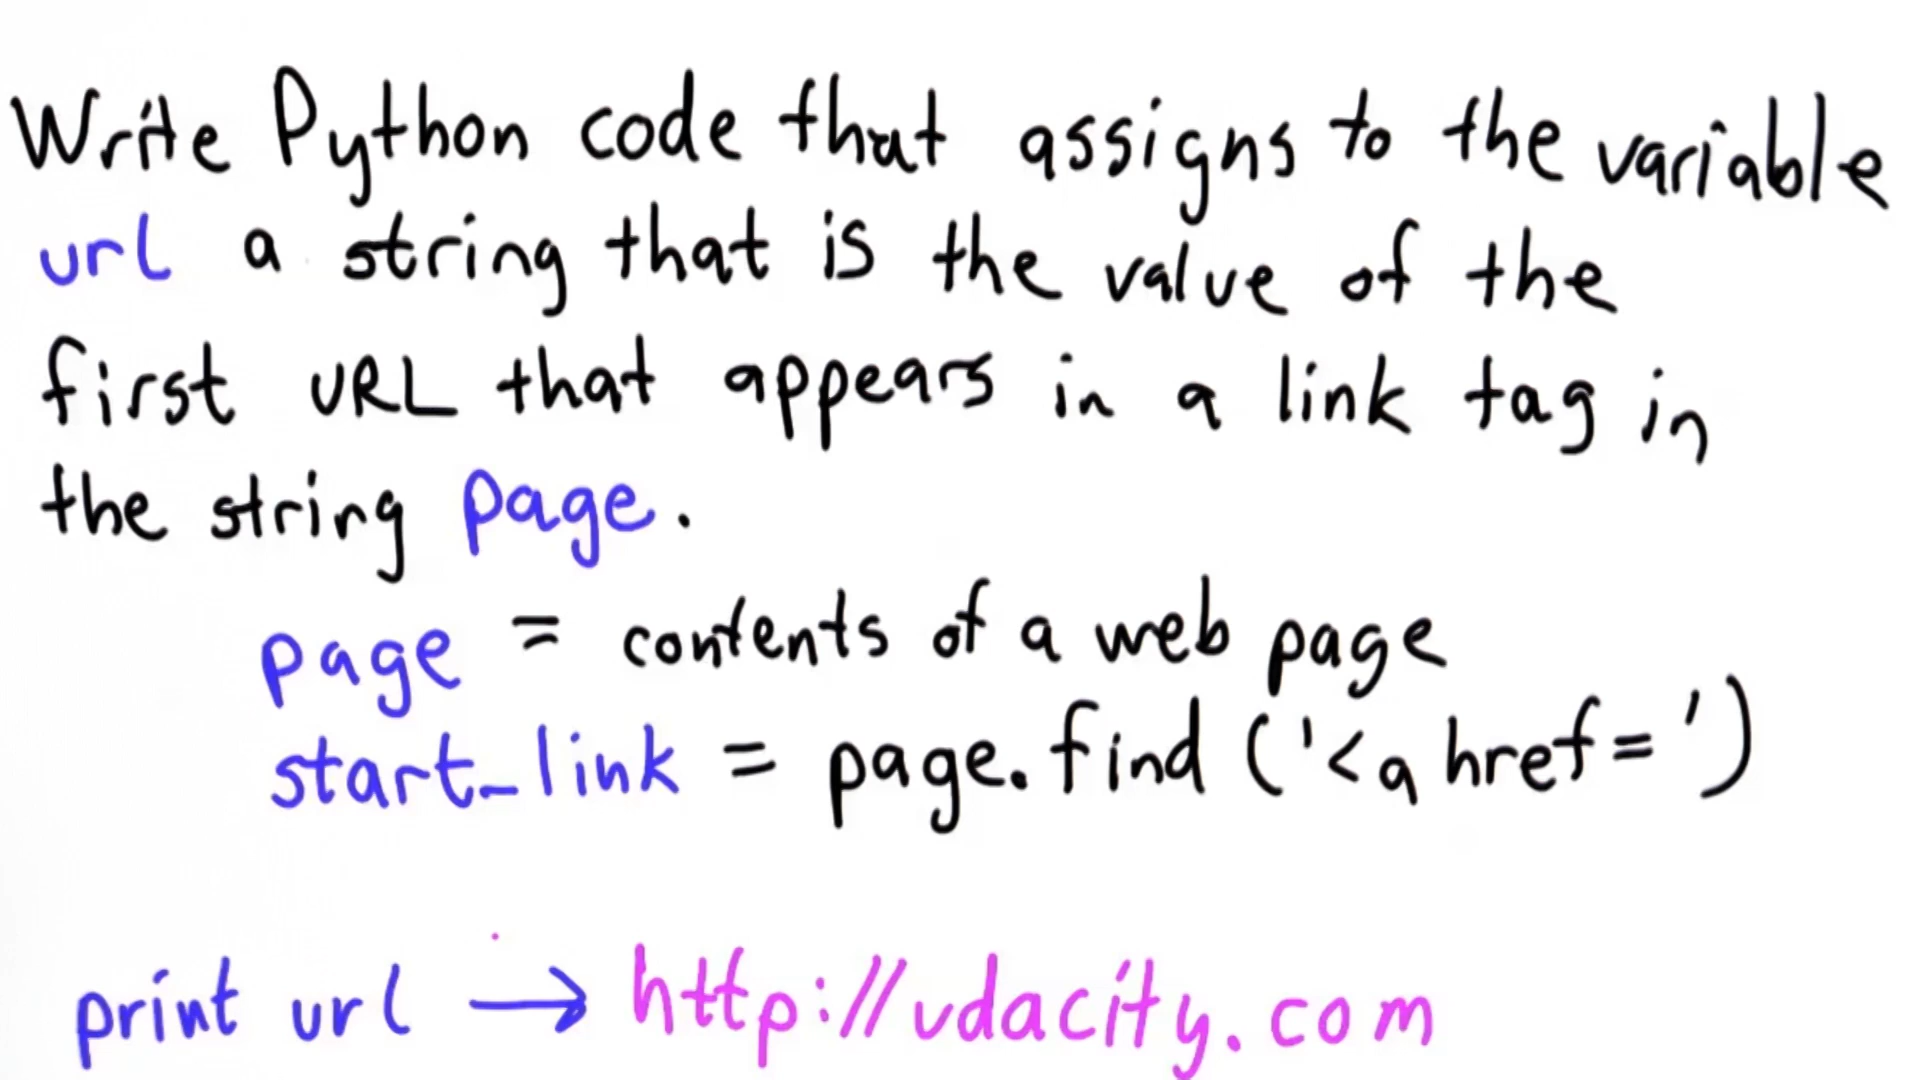 Write Python code that assigns to the variable
url a string that is the value of the
first URL that appears in a link tag in
the string page.
page = contents of a web page
start_link = page.find('<a href=')
print url → http://udacity.com